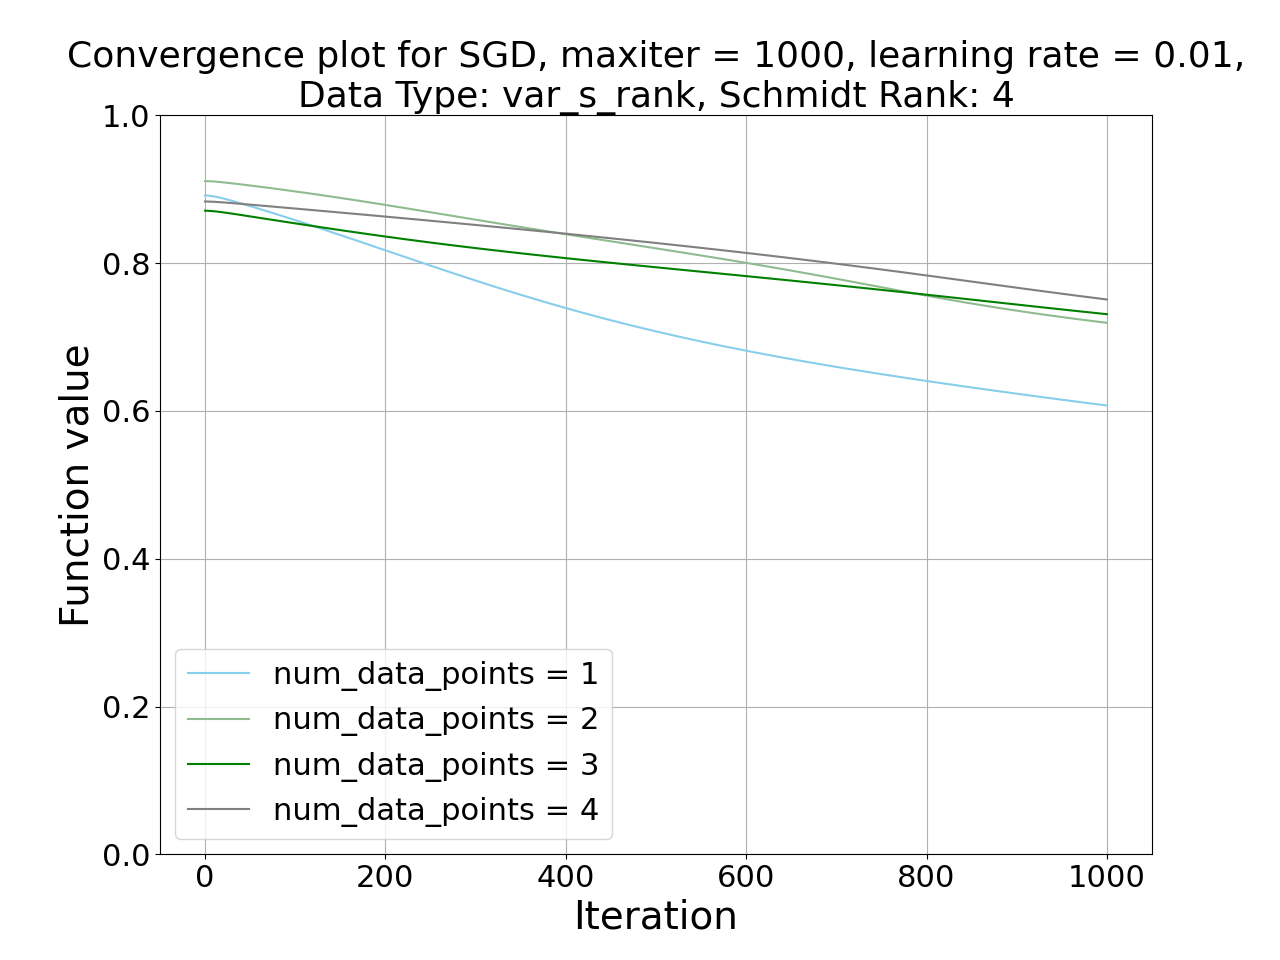 Convergence plot for SGD, maxiter = 1000, learning rate = 0.01,
Data Type: var_s_rank, Schmidt Rank: 4
1.0
0.8
0.6
0.4
0.2
0.0
Function value
num_data_points = 1
num_data_points = 2
num_data_points = 3
num_data_points = 4
0 200 400 600 800 1000
Iteration